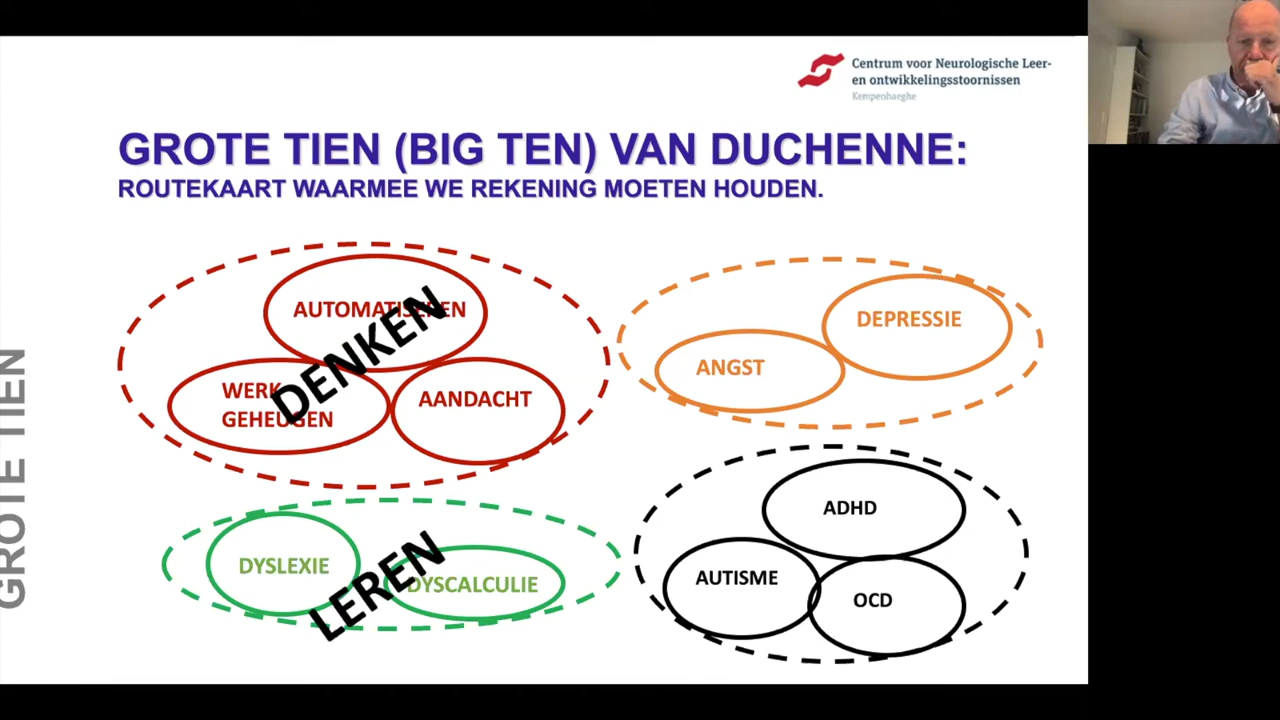 Centrum voor Neurologische Leer-
en ontwikkelingsstoornissen
Kempenhaeghe
GROTE TIEN (BIG TEN) VAN DUCHENNE:
ROUTEKAART WAARMEE WE REKENING MOETEN HOUDEN.
GROTE TIEN
AUTOMATISEREN
DENKEN
WERK
GEHEUGEN
AANDACHT
DEPRESSIE
ANGST
DYSLEXIE
LEREN
DYSCALCULIE
ADHD
AUTISME
OCD